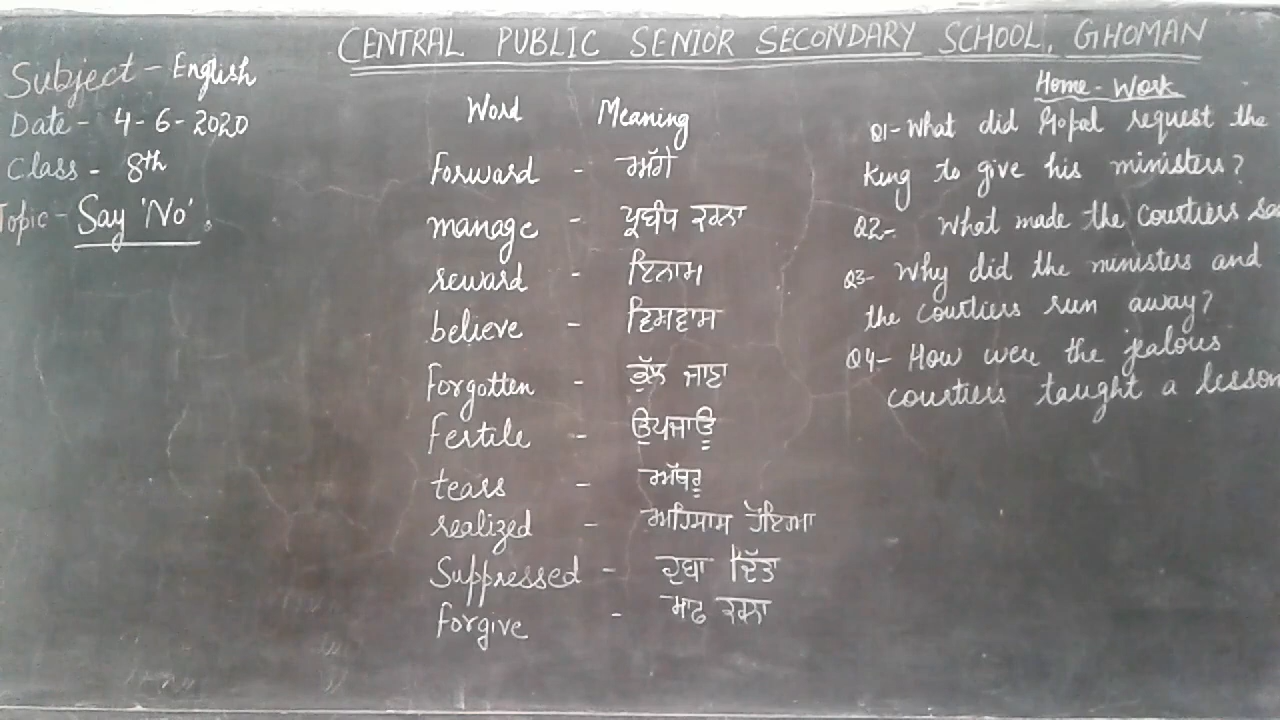 CENTRAL PUBLIC SENIOR SECONDARY SCHOOL, GHOMAN
Subject - English
Date - 4-6-2020
Class - 8th
Topic - Say 'No'.
Word Meaning
forward - ਅੱਗੇ
manage - ਪ੍ਰਬੰਧ ਕਰਨਾ
reward - ਇਨਾਮ
believe - ਵਿਸਵਾਸ
forgotten - ਭੁੱਲ ਜਾਣਾ
fertile - ਉਪਜਾਊ
tears - ਅੱਥਰੂ
realized - ਅਹਿਸਾਸ ਹੋਇਆ
Suppressed - ਦਬਾ ਦਿੱਤਾ
forgive - ਮਾਫ ਕਰਨਾ
Home - Work
Q1- What did Gopal request the
king to give his ministers?
Q2- What made the courtiers
Q3- Why did the ministers and
the courtiers run away?
Q4- How were the jealous
courtiers taught a lesson